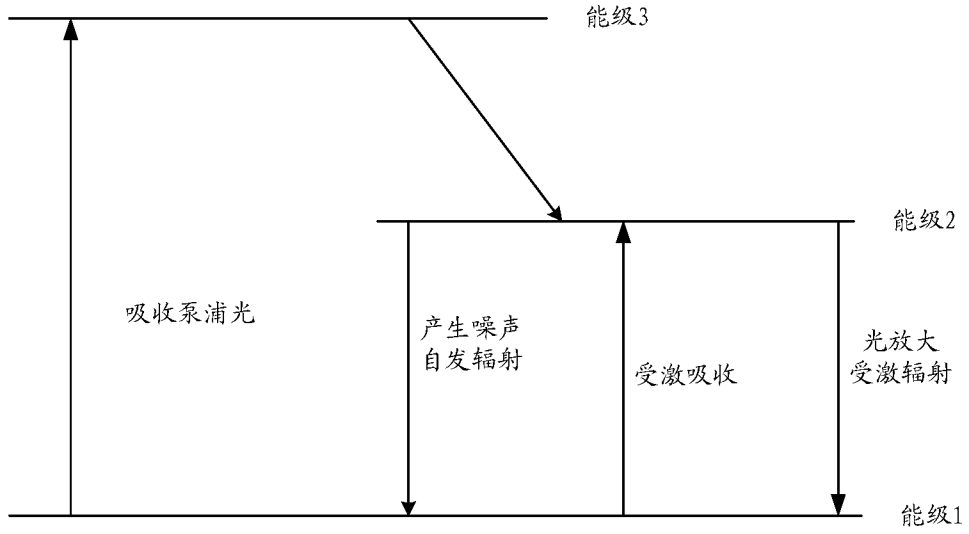 能级3
能级2
吸收泵浦光
产生噪声
自发辐射
受激吸收
光放大
受激辐射
能级1